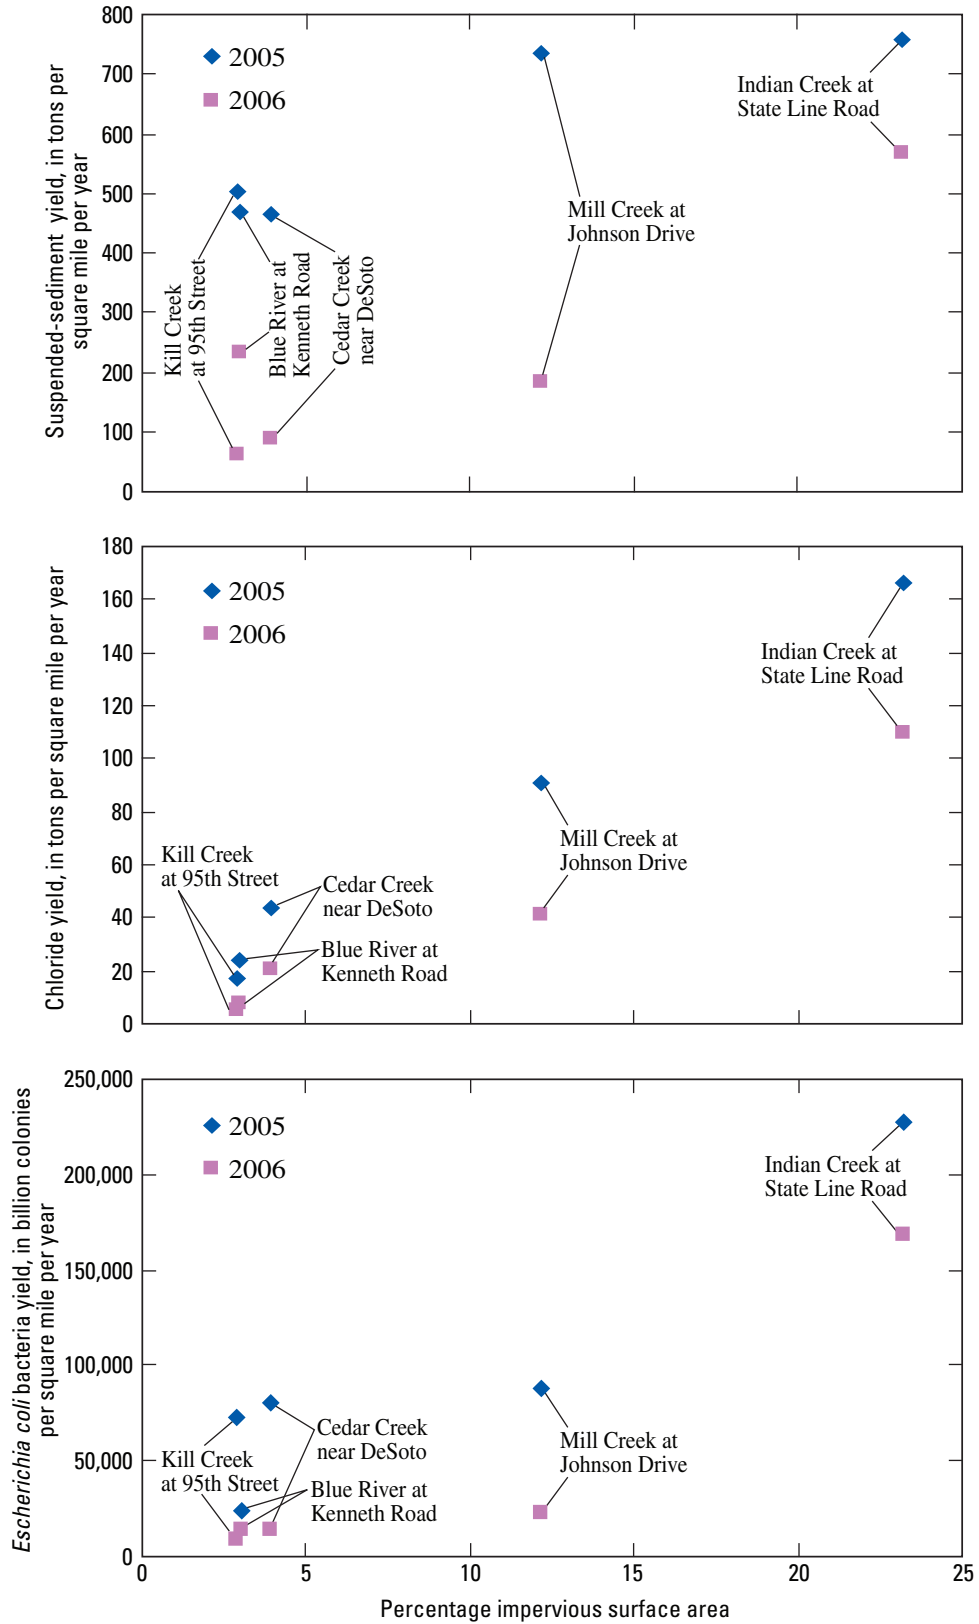 Suspended-sediment yield, in tons per
square mile per year
800
700
600
500
400
300
200
100
0
2005
2006
Kill Creek
at 95th Street
Blue River at
Kenneth Road
Cedar Creek
near DeSoto
Mill Creek at
Johnson Drive
Indian Creek at
State Line Road
Chloride yield, in tons per square mile per year
180
160
140
120
100
80
60
40
20
0
2005
2006
Kill Creek
at 95th Street
Cedar Creek
near DeSoto
Blue River at
Kenneth Road
Mill Creek at
Johnson Drive
Indian Creek at
State Line Road
Escherichia coli bacteria yield, in billion colonies
per square mile per year
250,000
200,000
150,000
100,000
50,000
0
2005
2006
Kill Creek
at 95th Street
Cedar Creek
near DeSoto
Blue River at
Kenneth Road
Mill Creek at
Johnson Drive
Indian Creek at
State Line Road
0 5 10 15 20 25
Percentage impervious surface area